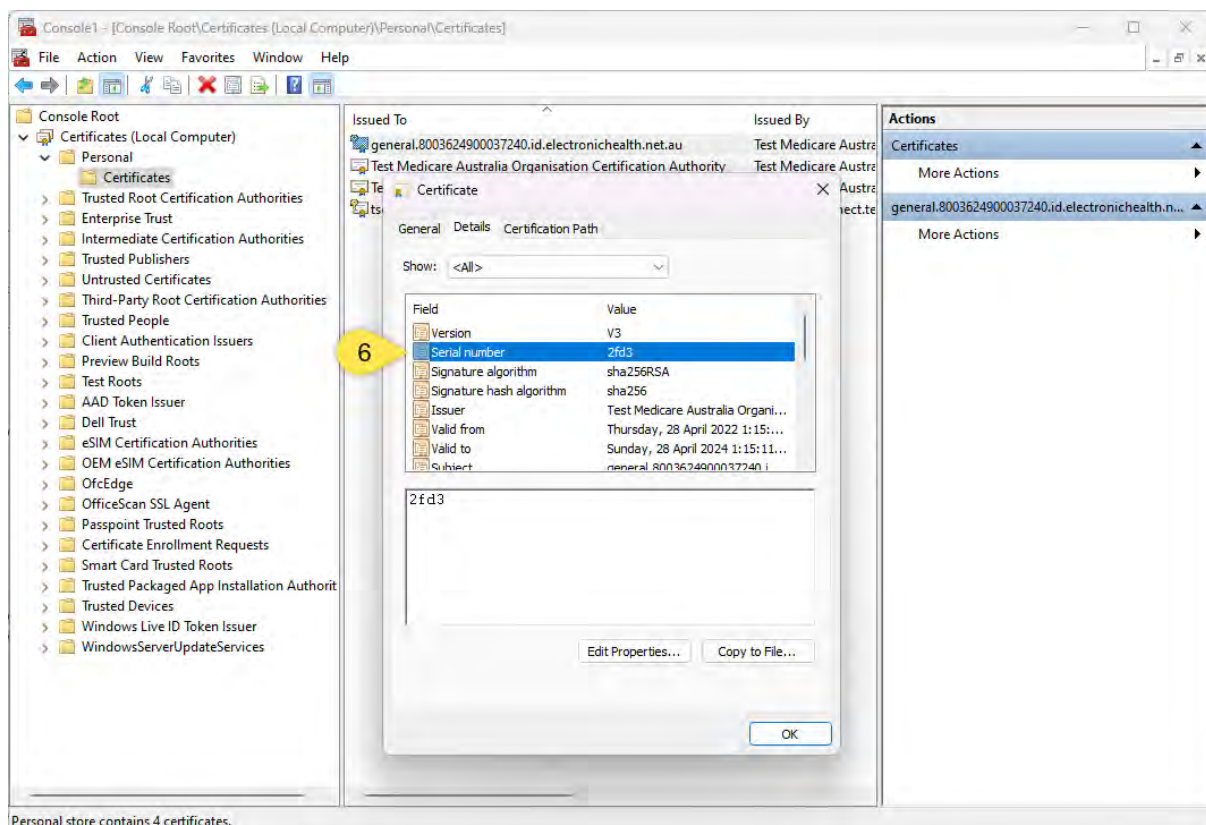 Console1 - [Console Root\Certificates (Local Computer)\Personal\Certificates]
File Action View Favorites Window Help
Console Root
Certificates (Local Computer)
Personal
Certificates
Trusted Root Certification Authorities
Enterprise Trust
Intermediate Certification Authorities
Trusted Publishers
Untrusted Certificates
Third-Party Root Certification Authorities
Trusted People
Client Authentication Issuers
Preview Build Roots
Test Roots
AAD Token Issuer
Dell Trust
eSIM Certification Authorities
OEM eSIM Certification Authorities
OfcEdge
OfficeScan SSL Agent
Passpoint Trusted Roots
Certificate Enrollment Requests
Smart Card Trusted Roots
Trusted Packaged App Installation Authorit
Trusted Devices
Windows Live ID Token Issuer
WindowsServerUpdateServices
Issued To Issued By
general.8003624900037240.id.electronichealth.net.au Test Medicare Austra
Test Medicare Australia Organisation Certification Authority Test Medicare Austra
Te Austra
ts nect.te
Certificate
General Details Certification Path
Show: <All>
Field Value
Version V3
6
Serial number 2fd3
Signature algorithm sha256RSA
Signature hash algorithm sha256
Issuer Test Medicare Australia Organi...
Valid from Thursday, 28 April 2022 1:15:...
Valid to Sunday, 28 April 2024 1:15:11...
Subject general.8003624900037240.i
2fd3
Edit Properties... Copy to File...
OK
Actions
Certificates
More Actions
general.8003624900037240.id.electronichealth.n...
More Actions
Personal store contains 4 certificates.